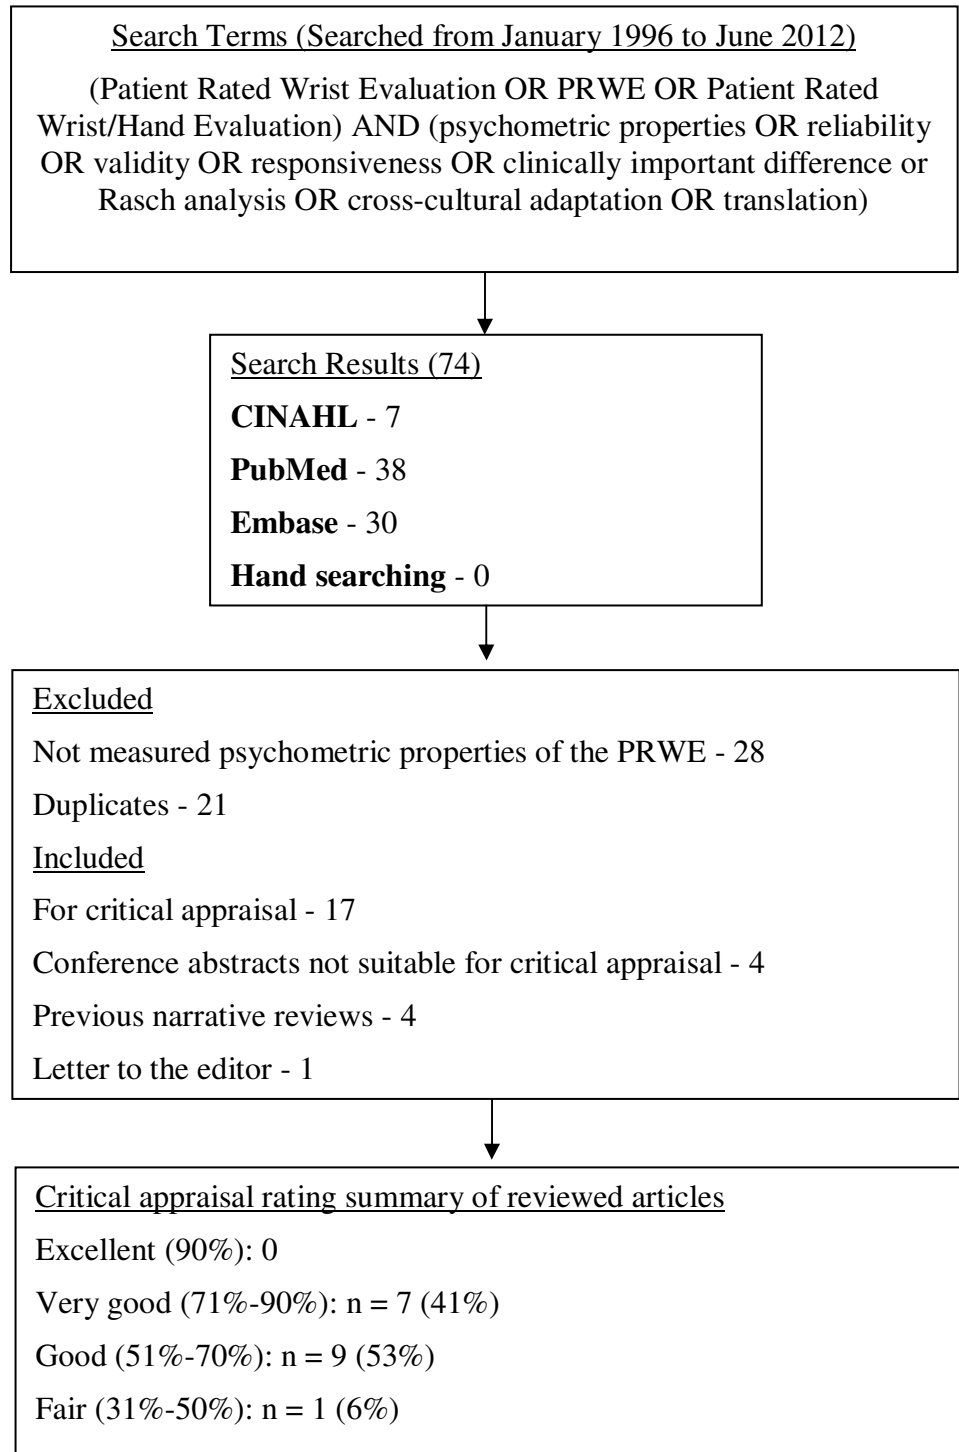 Search Terms (Searched from January 1996 to June 2012)
(Patient Rated Wrist Evaluation OR PRWE OR Patient Rated
Wrist/Hand Evaluation) AND (psychometric properties OR reliability
OR validity OR responsiveness OR clinically important difference or
Rasch analysis OR cross-cultural adaptation OR translation)
Search Results (74)
CINAHL - 7
PubMed - 38
Embase - 30
Hand searching - 0
Excluded
Not measured psychometric properties of the PRWE - 28
Duplicates - 21
Included
For critical appraisal - 17
Conference abstracts not suitable for critical appraisal - 4
Previous narrative reviews - 4
Letter to the editor - 1
Critical appraisal rating summary of reviewed articles
Excellent (90%): 0
Very good (71%-90%): n = 7 (41%)
Good (51%-70%): n = 9 (53%)
Fair (31%-50%): n = 1 (6%)